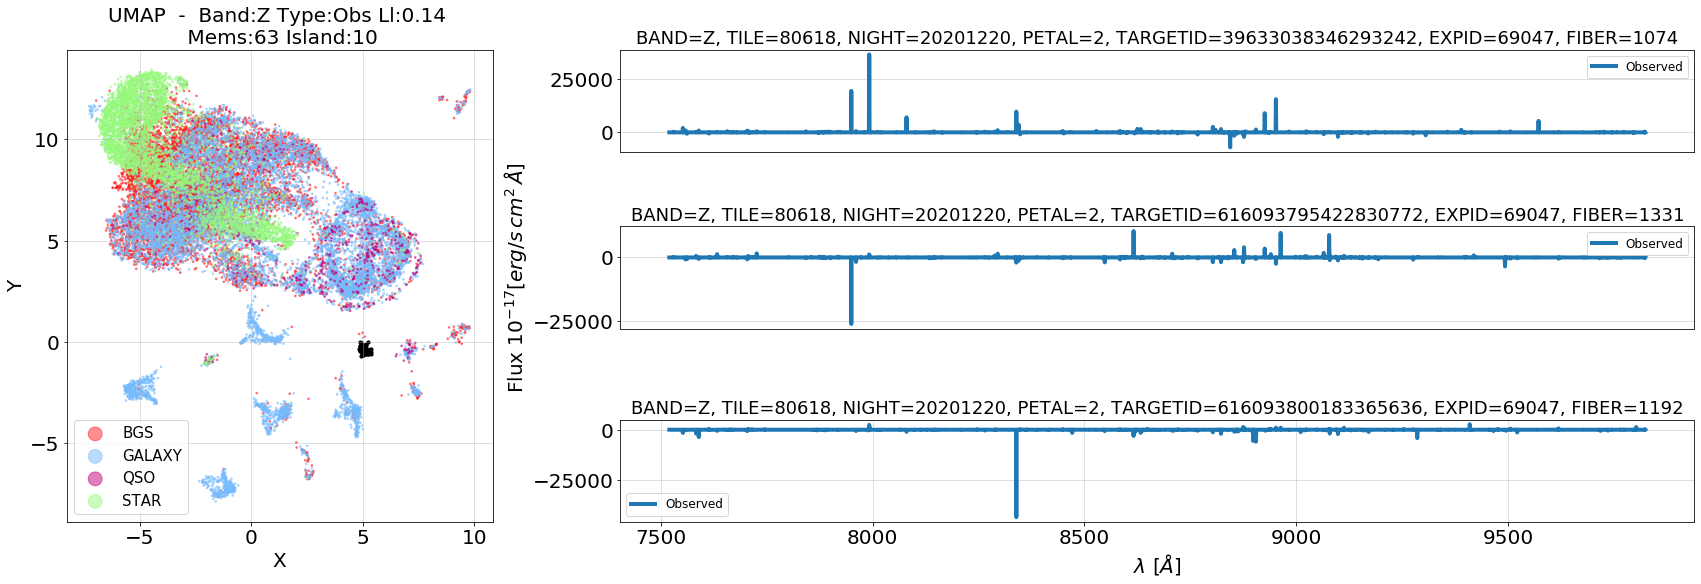 UMAP - Band:Z Type:Obs Ll:0.14
Mems:63 Island:10
10
5
0
−5
Y
BGS
GALAXY
QSO
STAR
−5
0
5
10
X
Flux 10⁻¹⁷[erg/s cm² Å]
BAND=Z, TILE=80618, NIGHT=20201220, PETAL=2, TARGETID=39633038346293242, EXPID=69047, FIBER=1074
25000
0
Observed
BAND=Z, TILE=80618, NIGHT=20201220, PETAL=2, TARGETID=616093795422830772, EXPID=69047, FIBER=1331
0
−25000
Observed
BAND=Z, TILE=80618, NIGHT=20201220, PETAL=2, TARGETID=616093800183365636, EXPID=69047, FIBER=1192
0
−25000
Observed
7500
8000
8500
9000
9500
λ [Å]